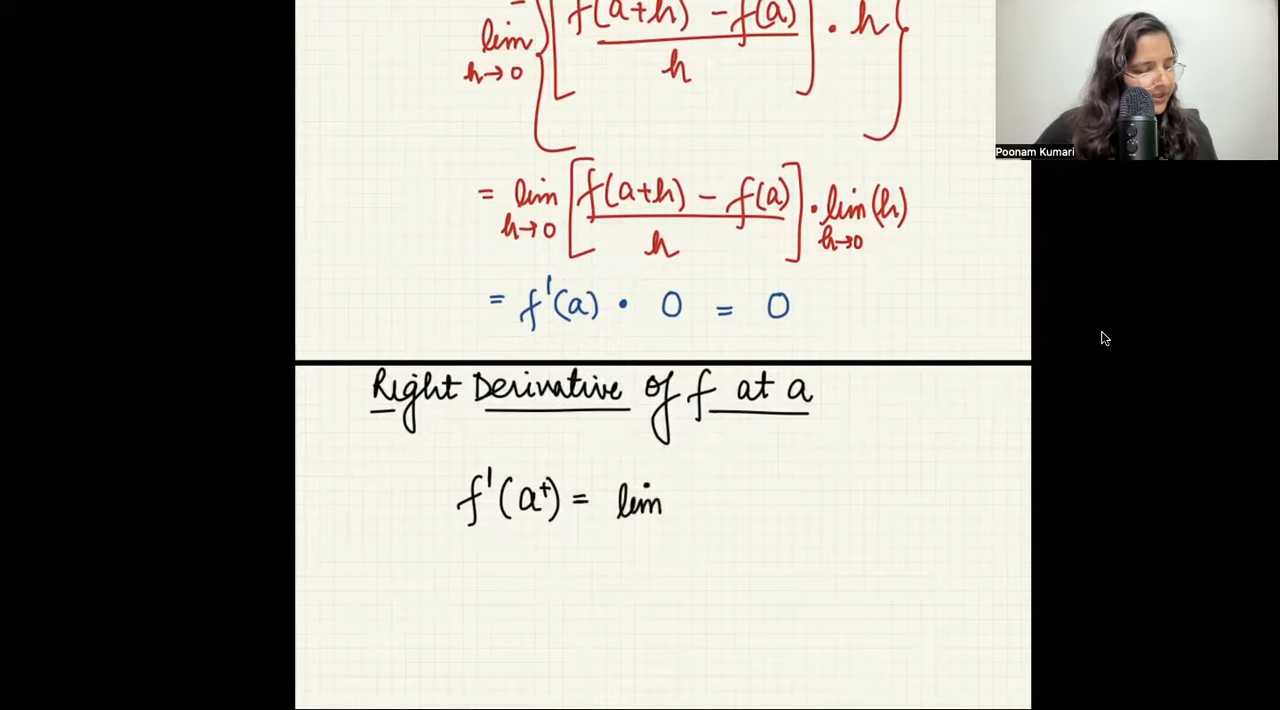 lim { [ f(a+h) - f(a) / h ] · h }
h→0
Poonam Kumari
= lim [ f(a+h) - f(a) / h ] · lim (h)
h→0 h→0
= f'(a) · 0 = 0
Right Derivative of f at a
f'(a⁺) = lim